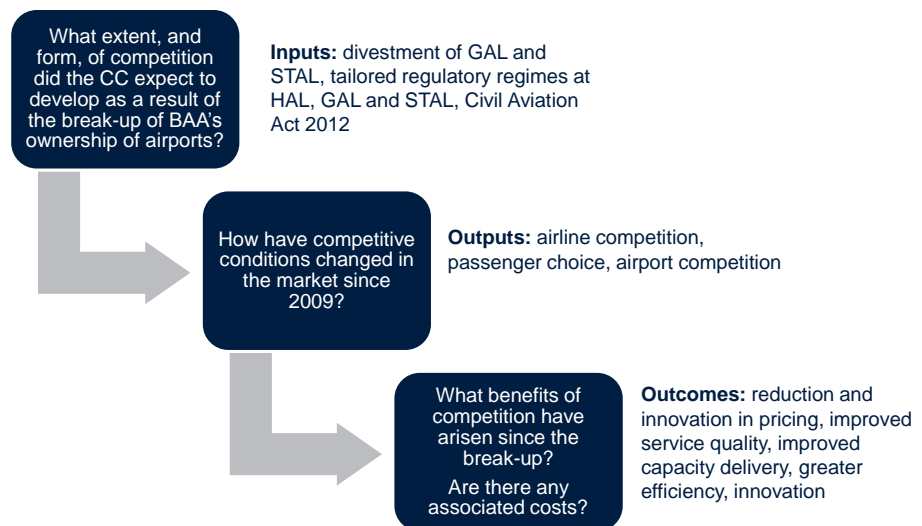 What extent, and
form, of competition
did the CC expect to
develop as a result of
the break-up of BAA's
ownership of airports?
Inputs: divestment of GAL and
STAL, tailored regulatory regimes at
HAL, GAL and STAL, Civil Aviation
Act 2012
How have competitive
conditions changed in
the market since
2009?
Outputs: airline competition,
passenger choice, airport competition
What benefits of
competition have
arisen since the
break-up?
Are there any
associated costs?
Outcomes: reduction and
innovation in pricing, improved
service quality, improved
capacity delivery, greater
efficiency, innovation